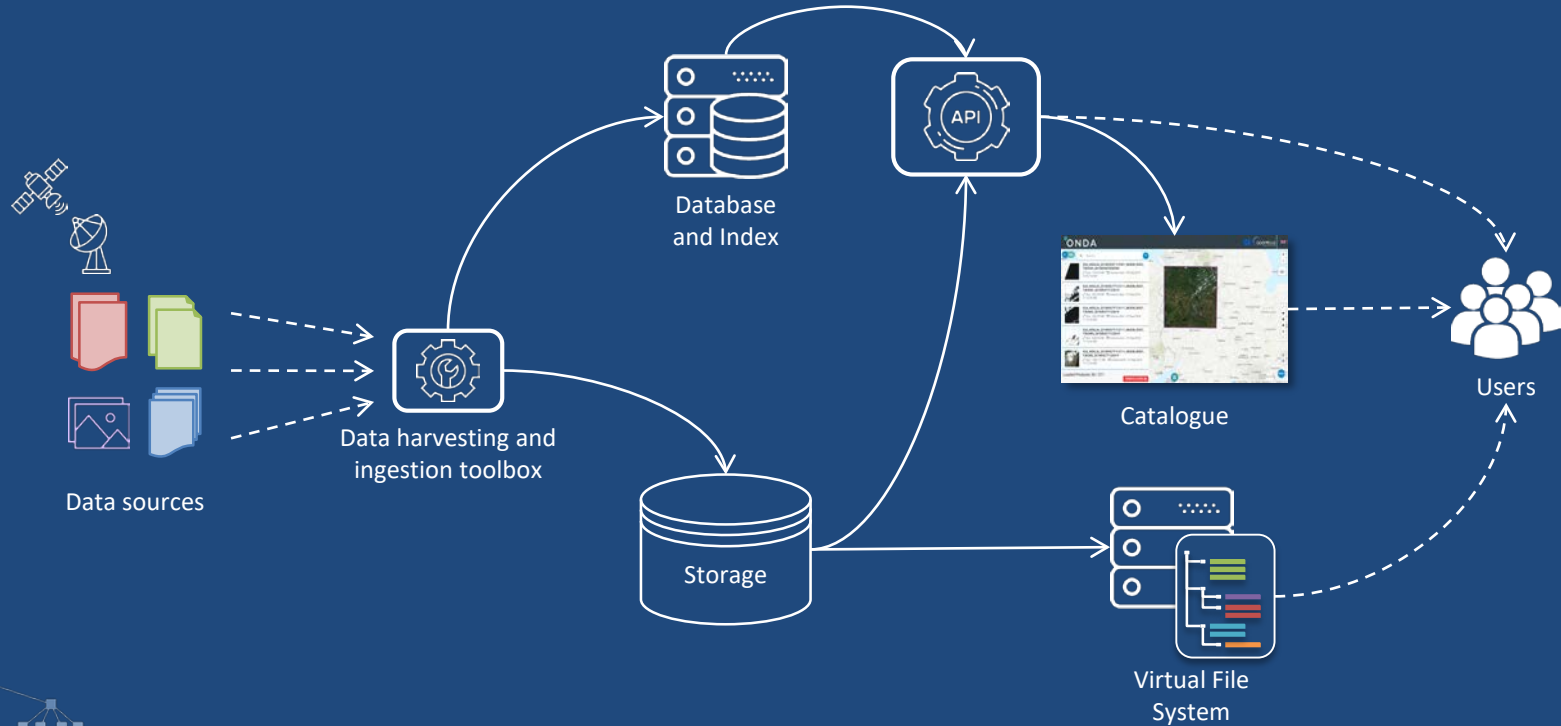 Database
and Index
API
ONDA
Catalogue
Users
Data harvesting and
ingestion toolbox
Data sources
Storage
Virtual File
System